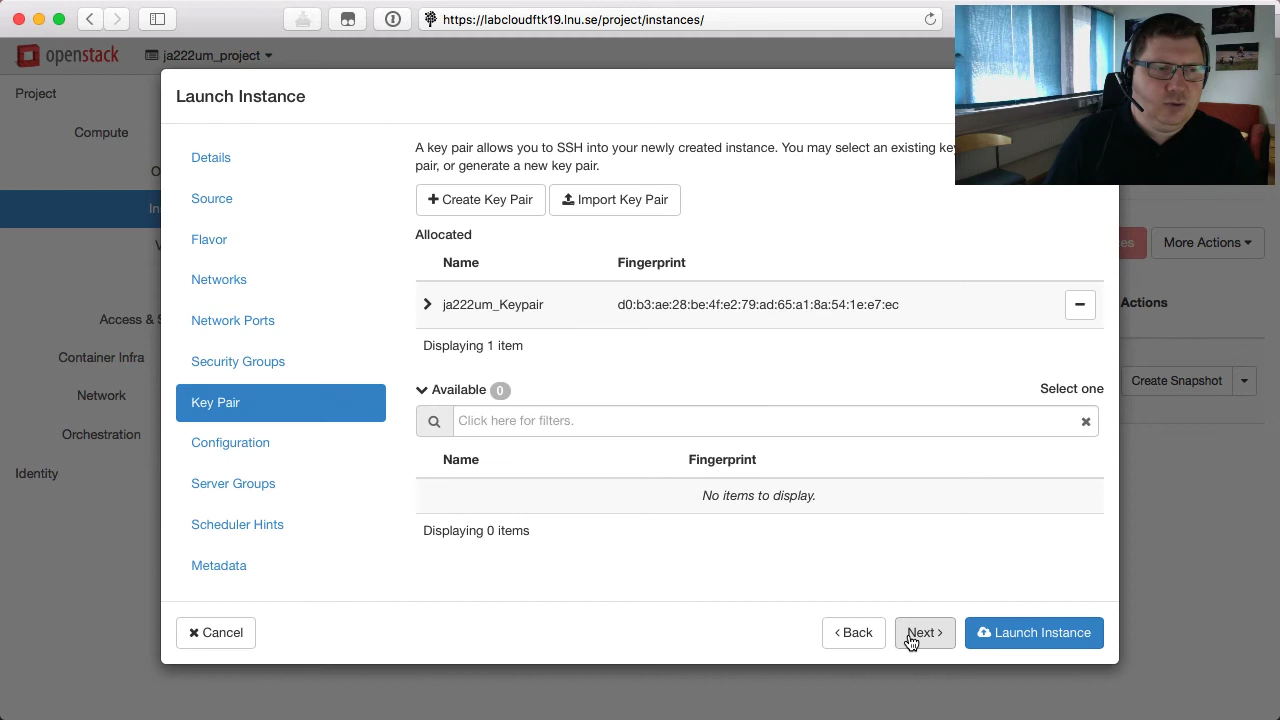 https://labcloudftk19.lnu.se/project/instances/
openstack
ja222um_project
Project
Compute
Access &
Container Infra
Network
Orchestration
Identity
Launch Instance
Details
Source
Flavor
Networks
Network Ports
Security Groups
Key Pair
Configuration
Server Groups
Scheduler Hints
Metadata
A key pair allows you to SSH into your newly created instance. You may select an existing
pair, or generate a new key pair.
+ Create Key Pair
Import Key Pair
Allocated
Name Fingerprint
ja222um_Keypair d0:b3:ae:28:be:4f:e2:79:ad:65:a1:8a:54:1e:e7:ec
Displaying 1 item
Available 0
Select one
Click here for filters.
Name Fingerprint
No items to display.
Displaying 0 items
Cancel
< Back
Next >
Launch Instance
More Actions
Actions
Create Snapshot